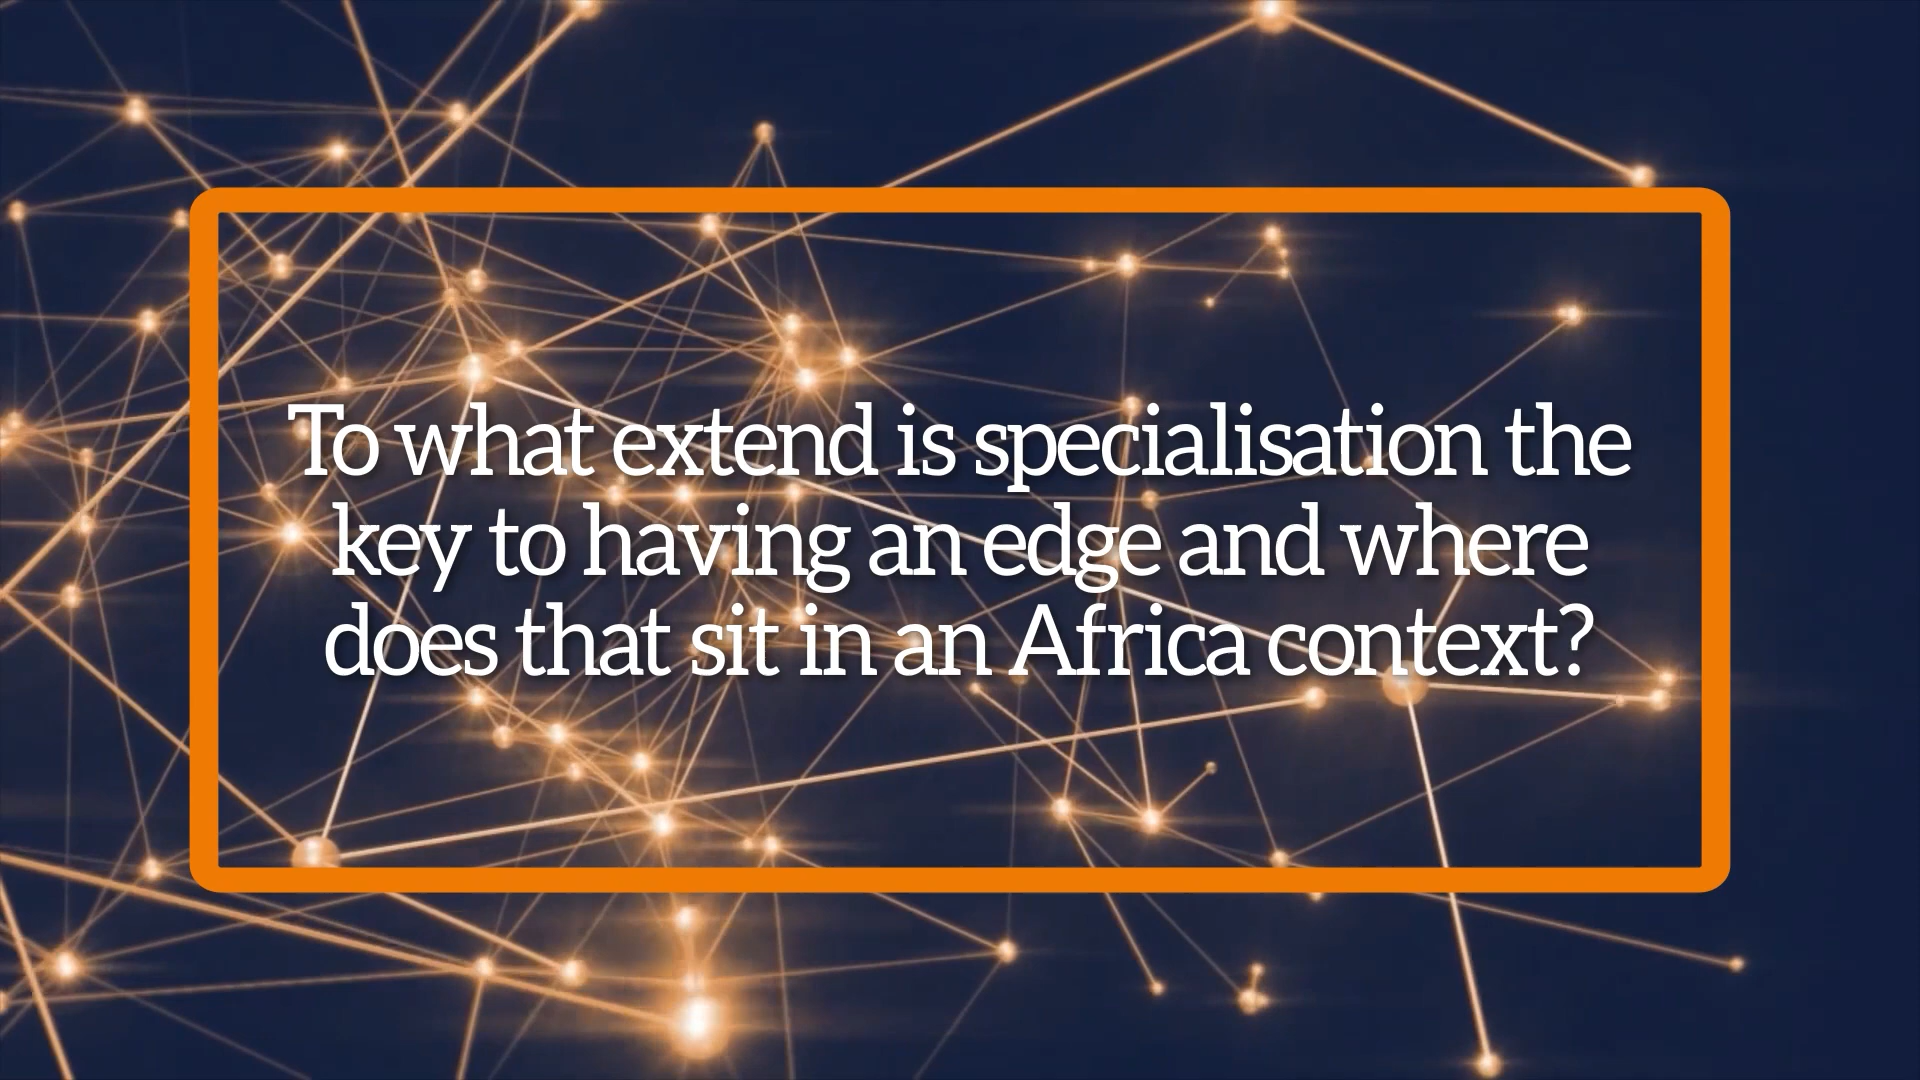 To what extend is specialisation the
key to having an edge and where
does that sit in an Africa context?